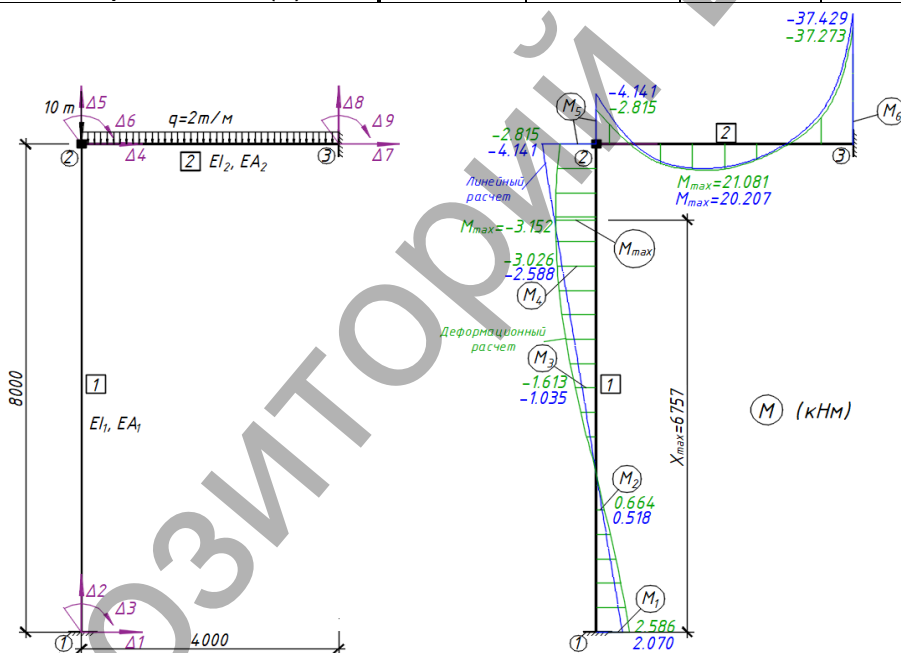 10 т
Δ5
Δ6
q=2т/м
Δ8
Δ9
Δ4
Δ7
2
2
EI₂, EA₂
3
8000
1
EI₁, EA₁
Δ2
Δ3
Δ1
1
4000
-37.429
-37.273
-4.141
-2.815
M₅
M₆
2
-2.815
-4.141
2
3
Линейный
расчет
Mmax=21.081
Mmax=20.207
Mmax=-3.152
Mmax
-3.026
-2.588
M₄
Деформационный
расчет
M₃
-1.613
-1.035
1
Xmax=6757
M (кНм)
M₂
0.664
0.518
M₁
2.586
2.070
1
ОЗИТОРИЙ